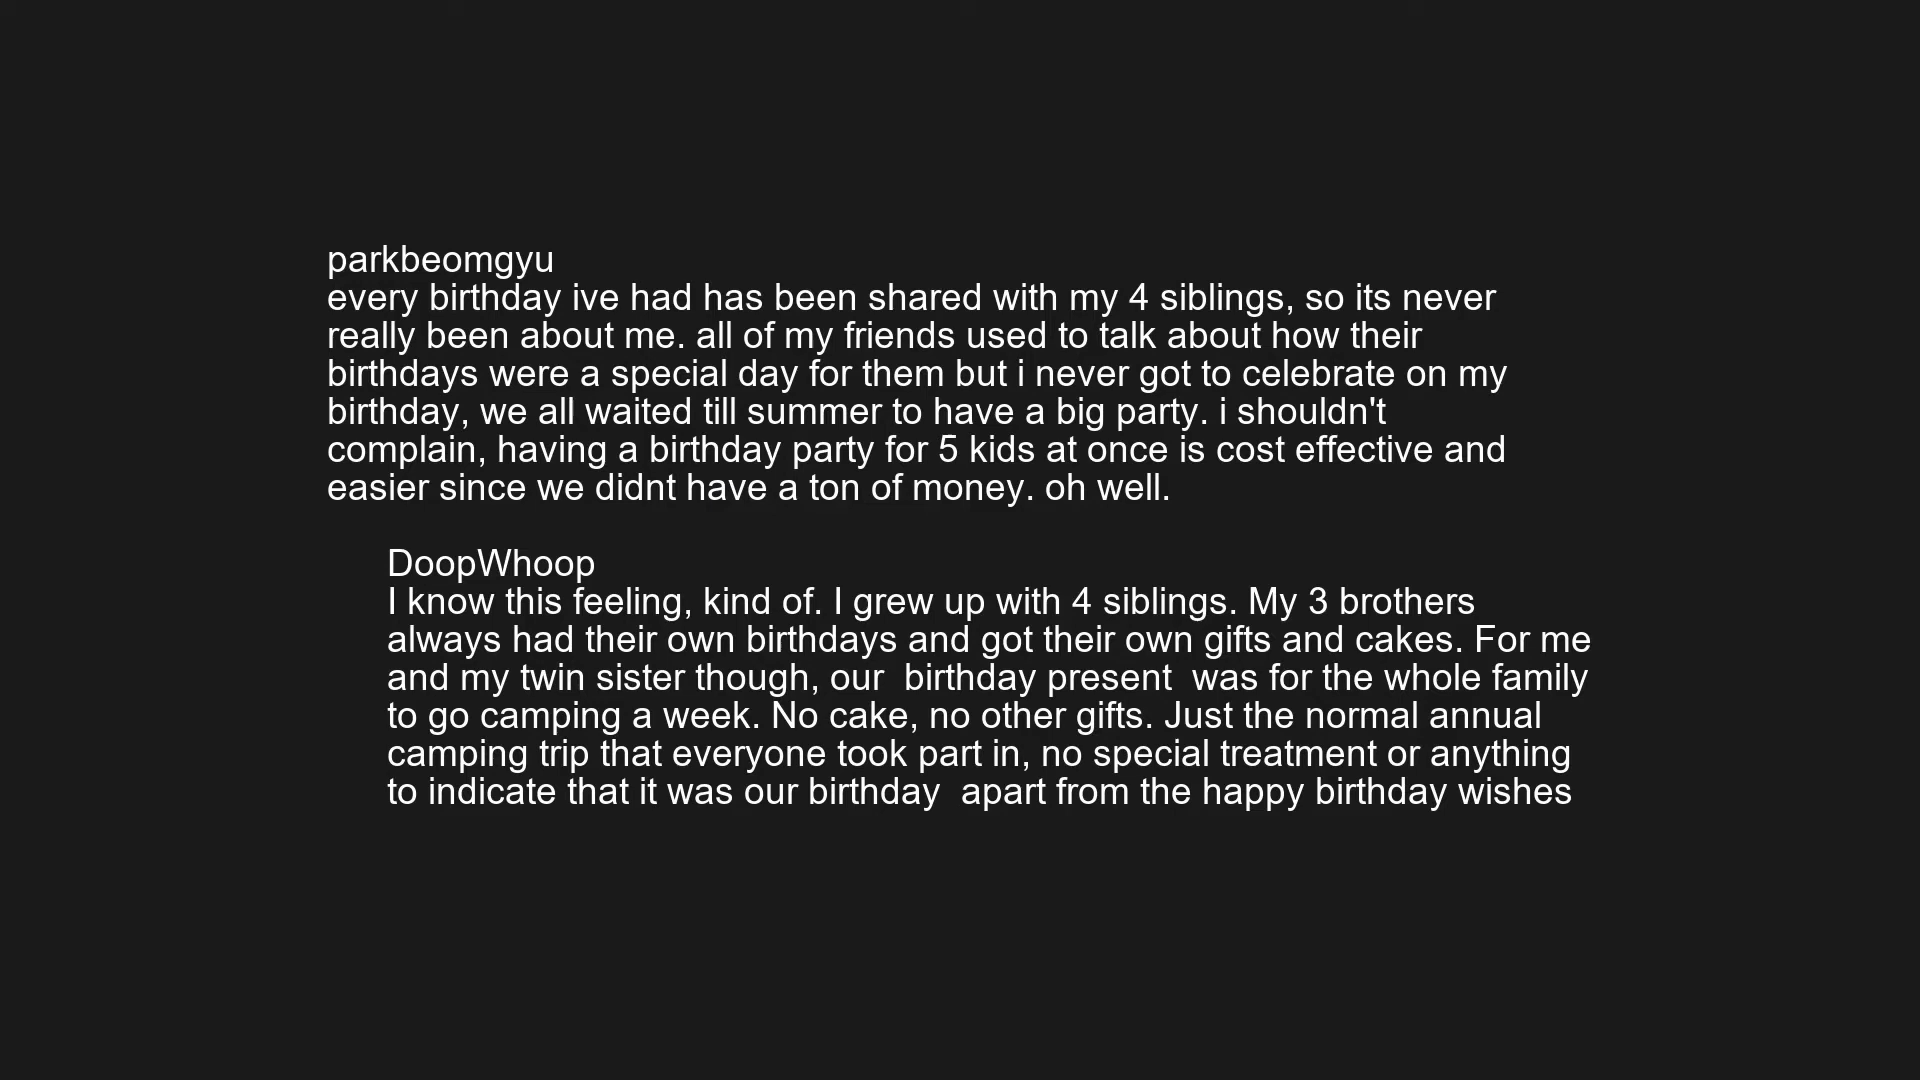 parkbeomgyu
every birthday ive had has been shared with my 4 siblings, so its never
really been about me. all of my friends used to talk about how their
birthdays were a special day for them but i never got to celebrate on my
birthday, we all waited till summer to have a big party. i shouldn't
complain, having a birthday party for 5 kids at once is cost effective and
easier since we didnt have a ton of money. oh well.
DoopWhoop
I know this feeling, kind of. I grew up with 4 siblings. My 3 brothers
always had their own birthdays and got their own gifts and cakes. For me
and my twin sister though, our  birthday present  was for the whole family
to go camping a week. No cake, no other gifts. Just the normal annual
camping trip that everyone took part in, no special treatment or anything
to indicate that it was our birthday  apart from the happy birthday wishes